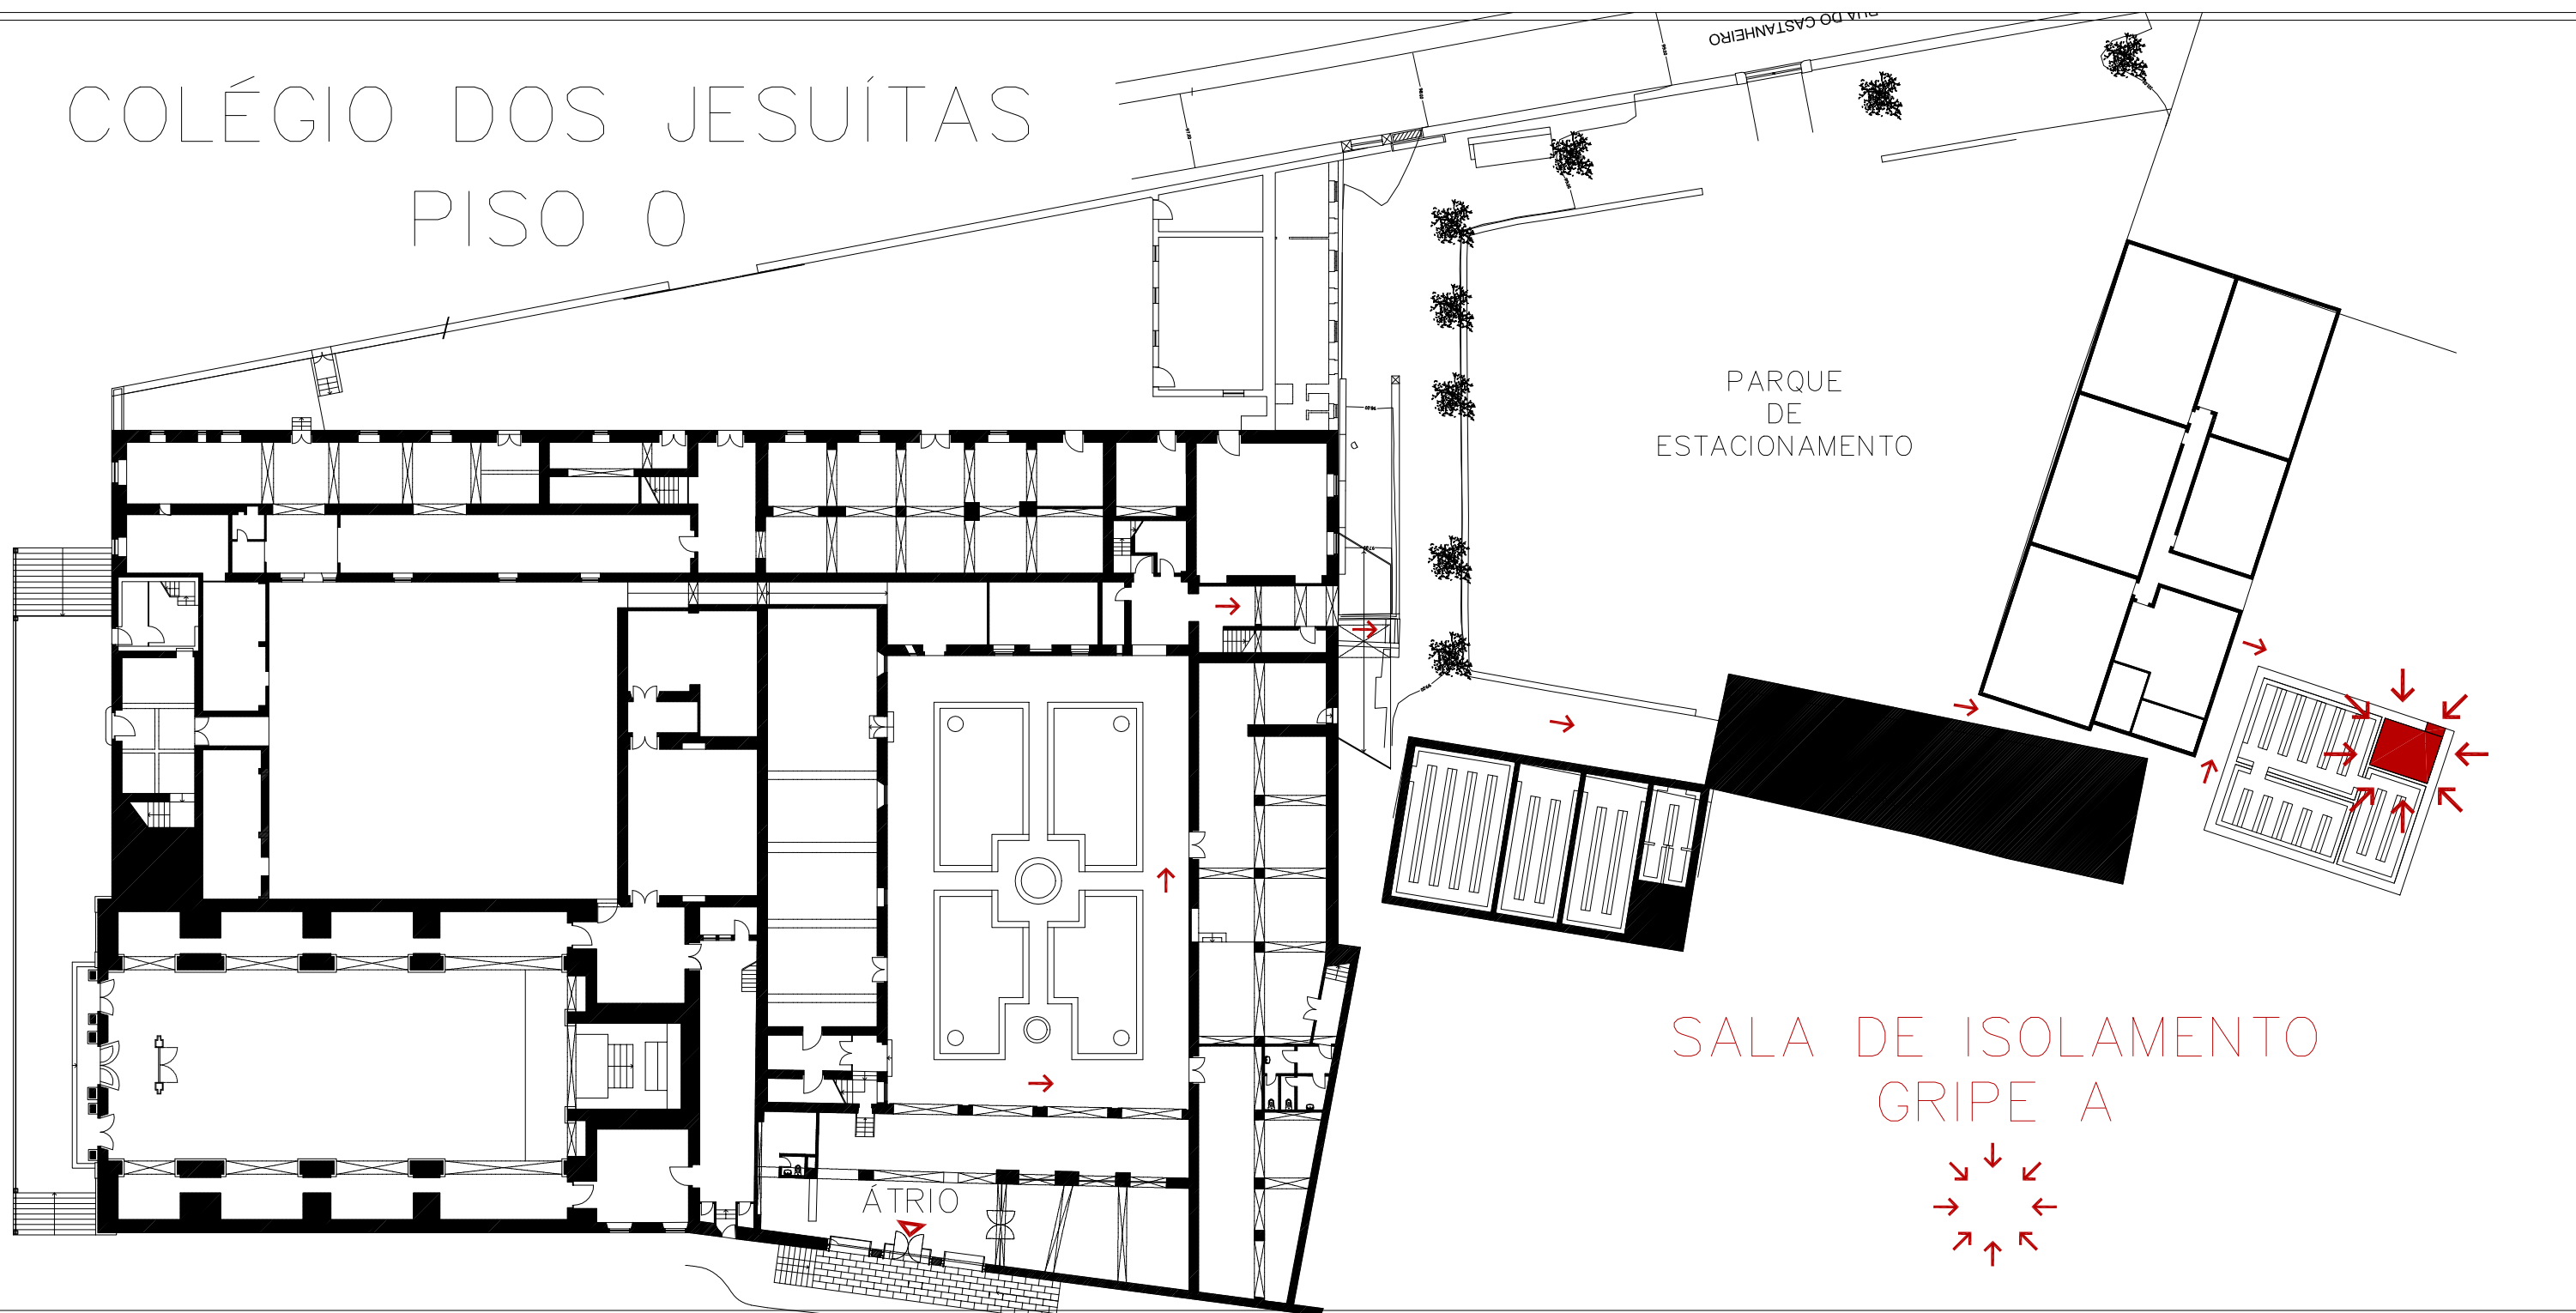 RUA DO CASTANHEIRO
COLÉGIO DOS JESUÍTAS
PISO 0
PARQUE
DE
ESTACIONAMENTO
SALA DE ISOLAMENTO
GRIPE A
ÁTRIO